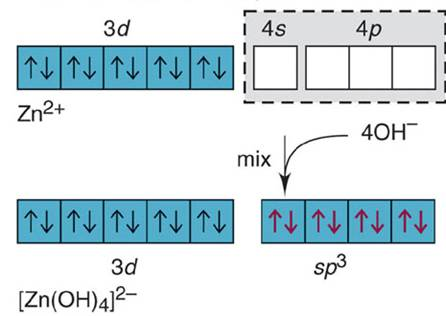 3d 4s 4p
Zn²⁺
4OH⁻
mix
3d sp³
[Zn(OH)₄]²⁻